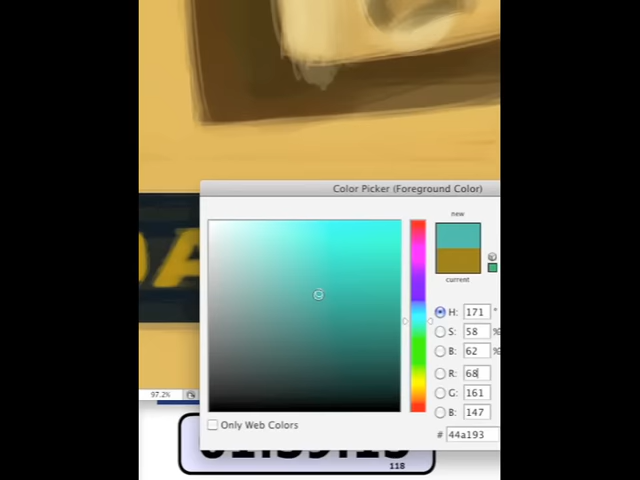 Color Picker (Foreground Color)
new
current
H: 171 °
S: 58 %
B: 62 %
R: 68
G: 161
B: 147
# 44a193
Only Web Colors
97.2%
118